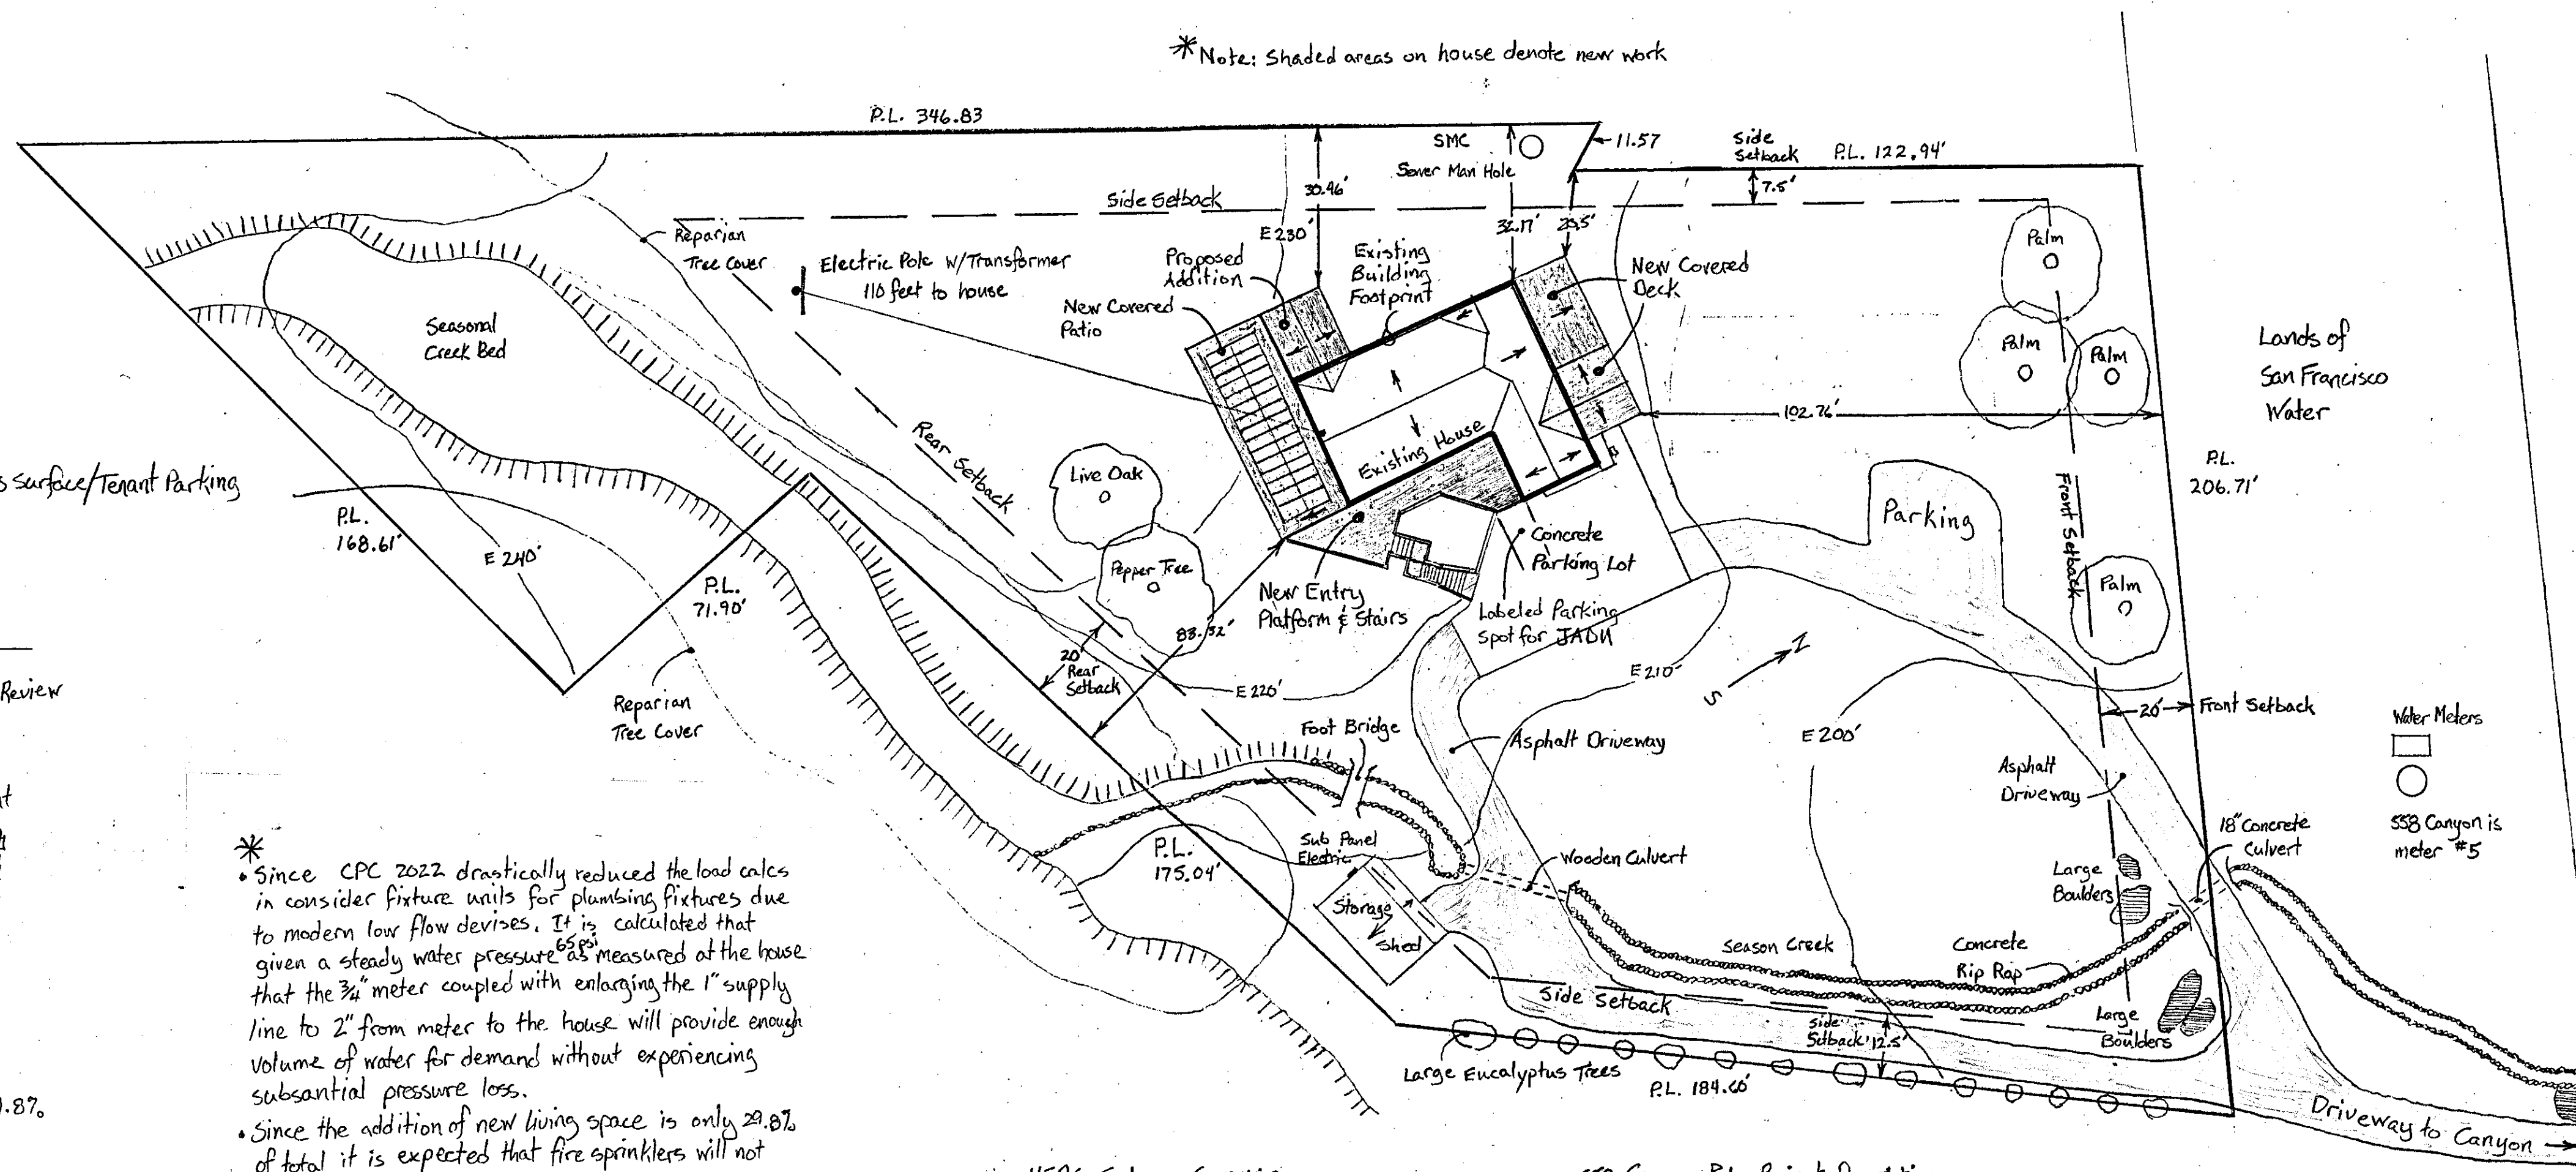 *Note: Shaded areas on house denote new work
P.L. 346.83
SMC
Sewer Man Hole
11.57
Side
Setback
P.L. 122.94'
7.5'
30.46'
Side Setback
E 230'
32.17'
Reparian
Tree Cover
Electric Pole W/Transformer
110 feet to house
Proposed
Addition
Existing
Building
Footprint
New Covered
Deck
New Covered
Patio
Palm
Palm
Palm
Lands of
San Francisco
Water
Seasonal
Creek Bed
102.76'
Rear Setback
Existing House
Live Oak
Surface/Tenant Parking
P.L.
168.61'
E 240'
P.L.
206.71'
Front Setback
Parking
Concrete
Parking Lot
Pepper Tree
P.L.
71.90'
New Entry
Platform & Stairs
Labeled Parking
Spot for JADU
Palm
83.32'
20'
Rear
Setback
E 220'
E 210'
S
N
Review
Reparian
Tree Cover
20'
Front Setback
Water Meters
Foot Bridge
Asphalt Driveway
E 200'
Asphalt
Driveway
18" Concrete
Culvert
558 Canyon is
meter #5
Sub Panel
Electric
P.L.
175.04'
Wooden Culvert
Large
Boulders
Storage
Shed
Season Creek
Concrete
Rip Rap
Side Setback
Side
Setback 12.5'
Large
Boulders
Large Eucalyptus Trees
P.L. 184.60'
Driveway to Canyon
*
• Since CPC 2022 drastically reduced the load calcs
in consider fixture units for plumbing fixtures due
to modern low flow devises. It is calculated that
given a steady water pressure 65 psi as measured at the house
that the 3/4" meter coupled with enlarging the 1" supply
line to 2" from meter to the house will provide enough
volume of water for demand without experiencing
substantial pressure loss.
• Since the addition of new living space is only 29.8%
of total it is expected that fire sprinklers will not
.8%